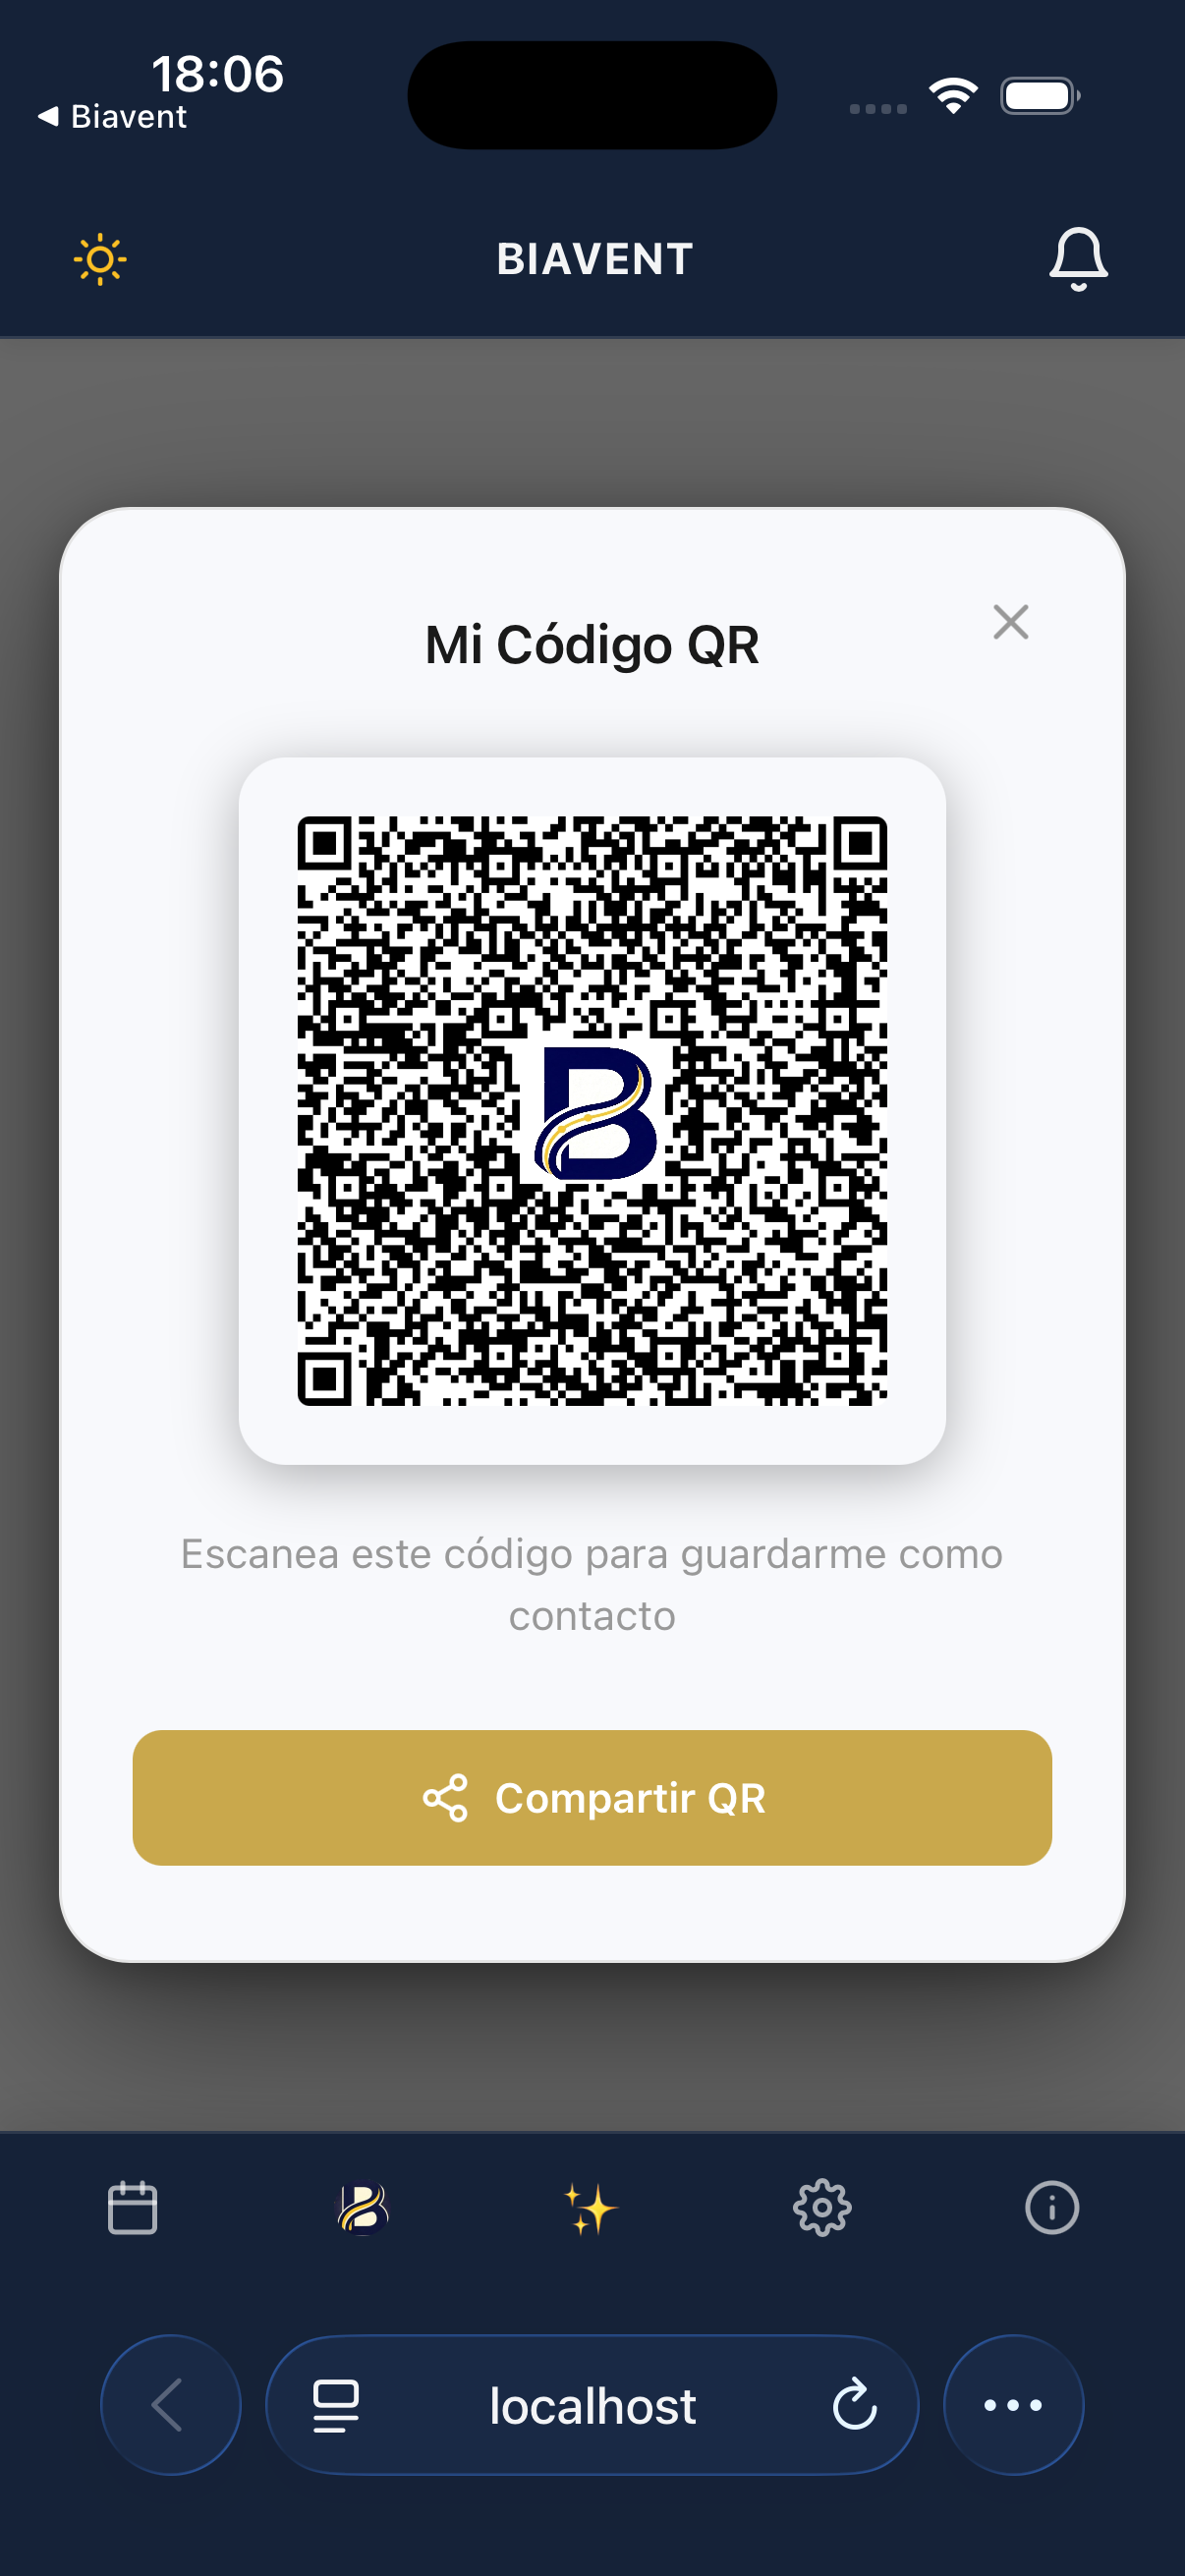 18:06
Biavent
BIAVENT
Mi Código QR
B
Escanea este código para guardarme como
contacto
Compartir QR
localhost